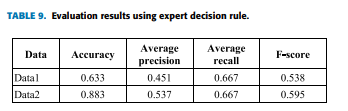 TABLE 9. Evaluation results using expert decision rule.
Data Accuracy Average precision Average recall F-score
Data1 0.633 0.451 0.667 0.538
Data2 0.883 0.537 0.667 0.595